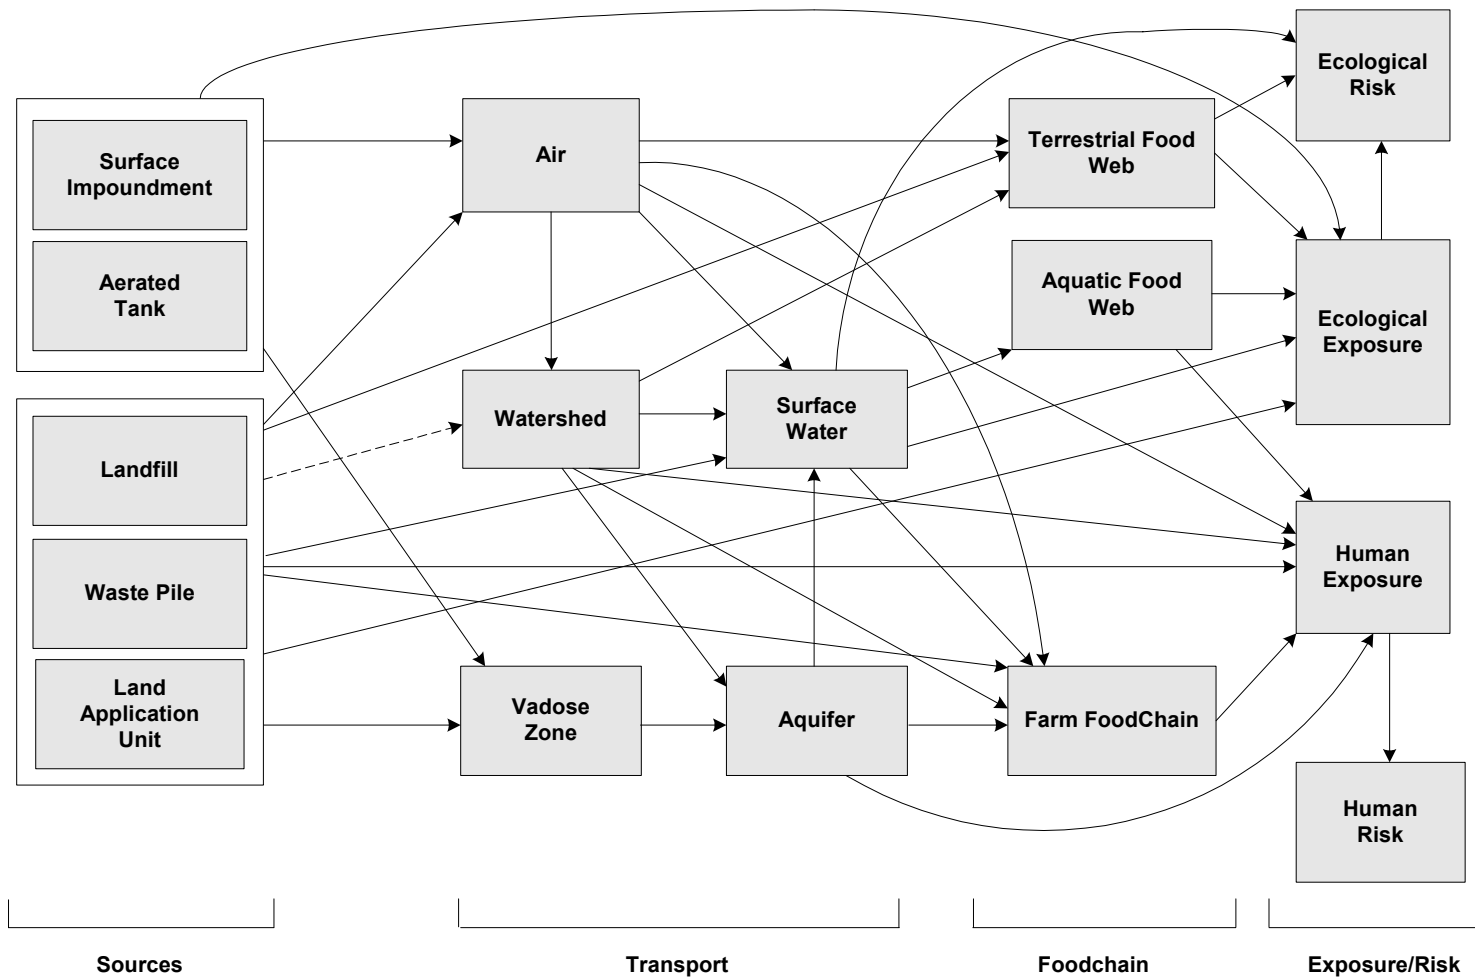 Surface
Impoundment
Aerated
Tank
Landfill
Waste Pile
Land
Application
Unit
Air
Watershed
Surface
Water
Vadose
Zone
Aquifer
Terrestrial Food
Web
Aquatic Food
Web
Farm FoodChain
Ecological
Risk
Ecological
Exposure
Human
Exposure
Human
Risk
Sources
Transport
Foodchain
Exposure/Risk